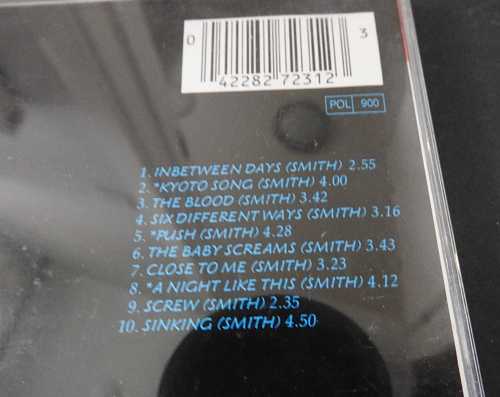 0 3
42282 72312
POL 900
1. INBETWEEN DAYS (SMITH) 2.55
2. *KYOTO SONG (SMITH) 4.00
3. THE BLOOD (SMITH) 3.42
4. SIX DIFFERENT WAYS (SMITH) 3.16
5. *PUSH (SMITH) 4.28
6. THE BABY SCREAMS (SMITH) 3.43
7. CLOSE TO ME (SMITH) 3.23
8. *A NIGHT LIKE THIS (SMITH) 4.12
9. SCREW (SMITH) 2.35
10. SINKING (SMITH) 4.50